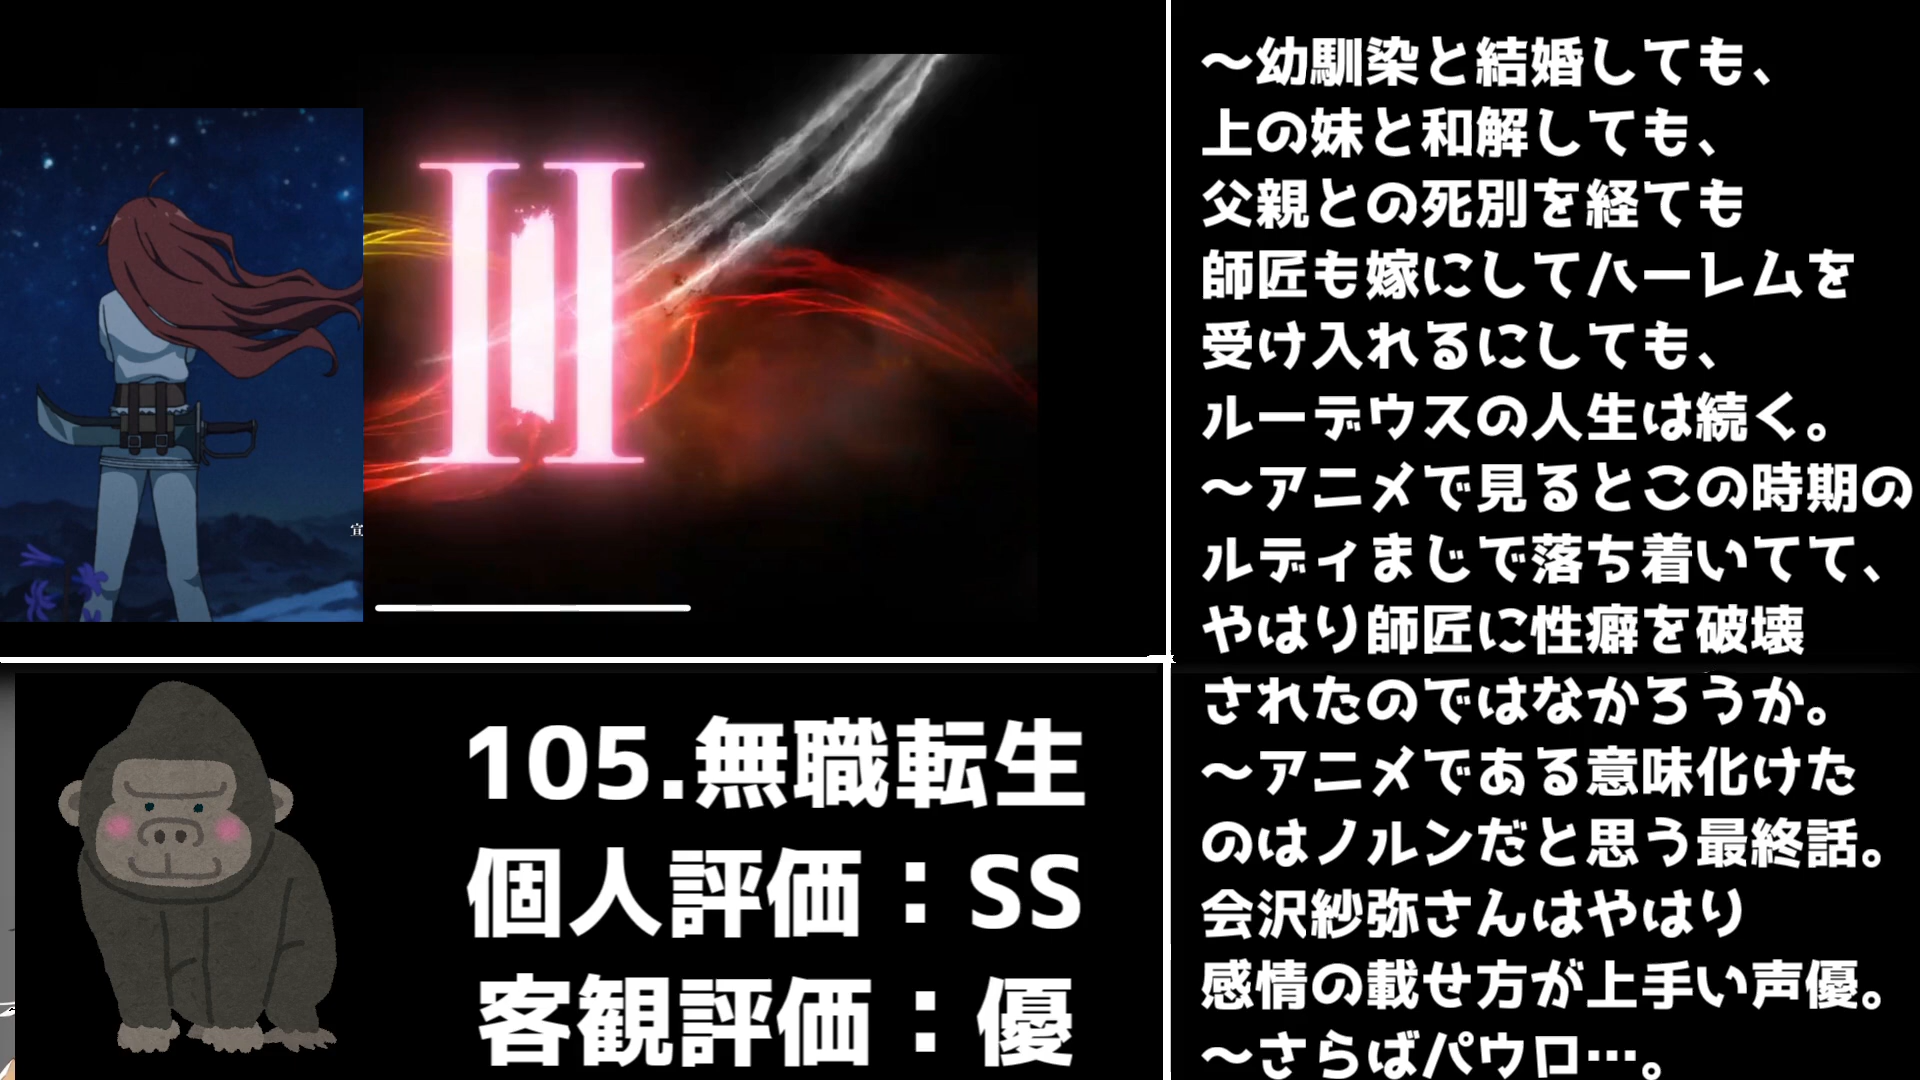 II
宣
105.無職転生
個人評価：SS
客観評価：優
～幼馴染と結婚しても、
上の妹と和解しても、
父親との死別を経ても
師匠も嫁にしてハーレムを
受け入れるにしても、
ルーデウスの人生は続く。
～アニメで見るとこの時期の
ルディまじで落ち着いてて、
やはり師匠に性癖を破壊
されたのではなかろうか。
～アニメである意味化けた
のはノルンだと思う最終話。
会沢紗弥さんはやはり
感情の載せ方が上手い声優。
～さらばパウロ…。